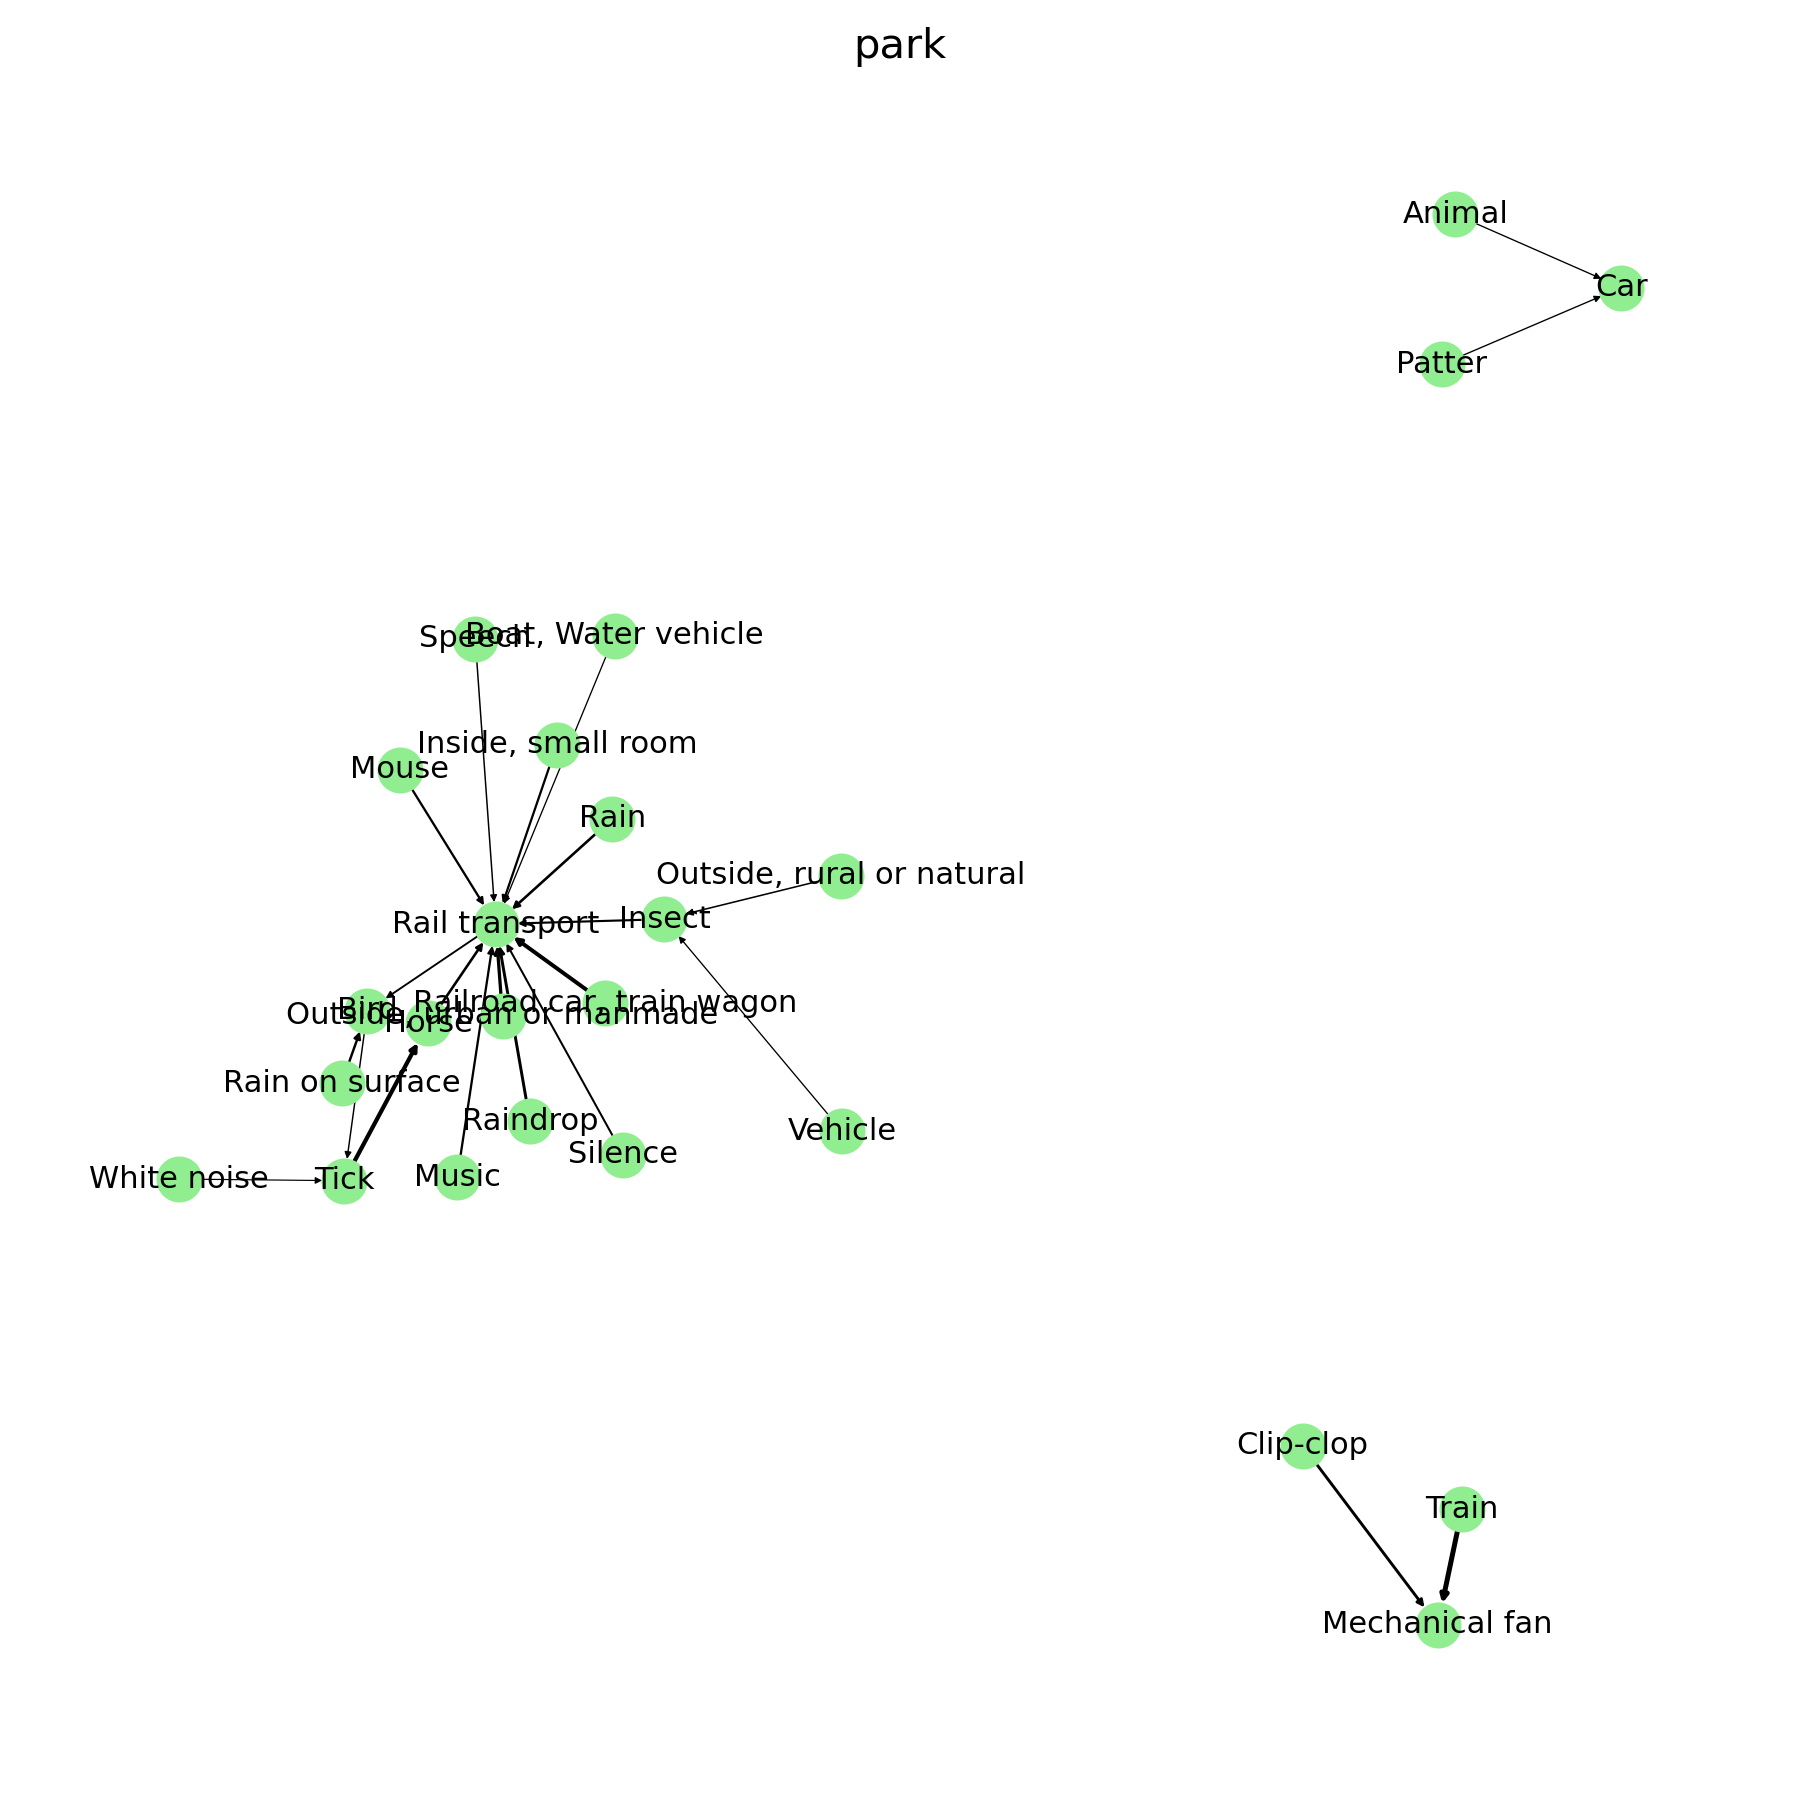 park
Animal
Car
Patter
Speech
Boat, Water vehicle
Inside, small room
Mouse
Rain
Outside, rural or natural
Rail transport
Insect
Railroad car, train wagon
Bird
Outside, urban or manmade
Horse
Rain on surface
Raindrop
Vehicle
Silence
White noise
Tick
Music
Clip-clop
Train
Mechanical fan